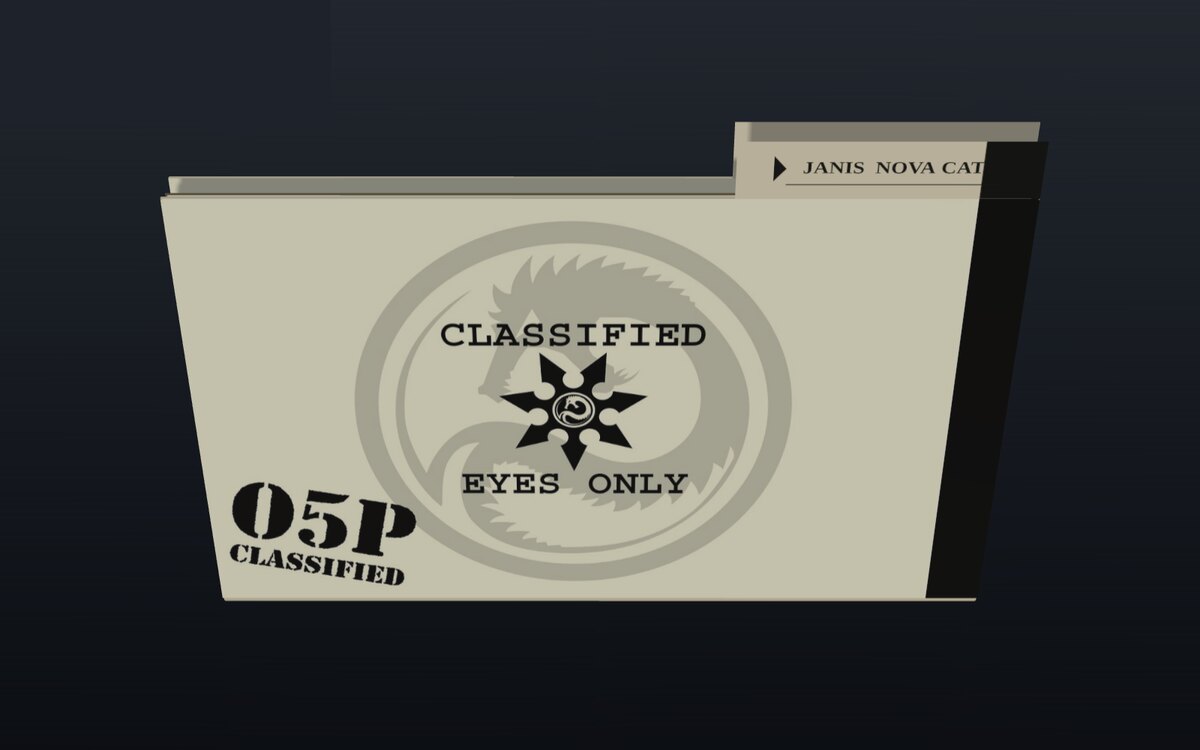 JANIS NOVA CAT
CLASSIFIED
EYES ONLY
O5P
CLASSIFIED